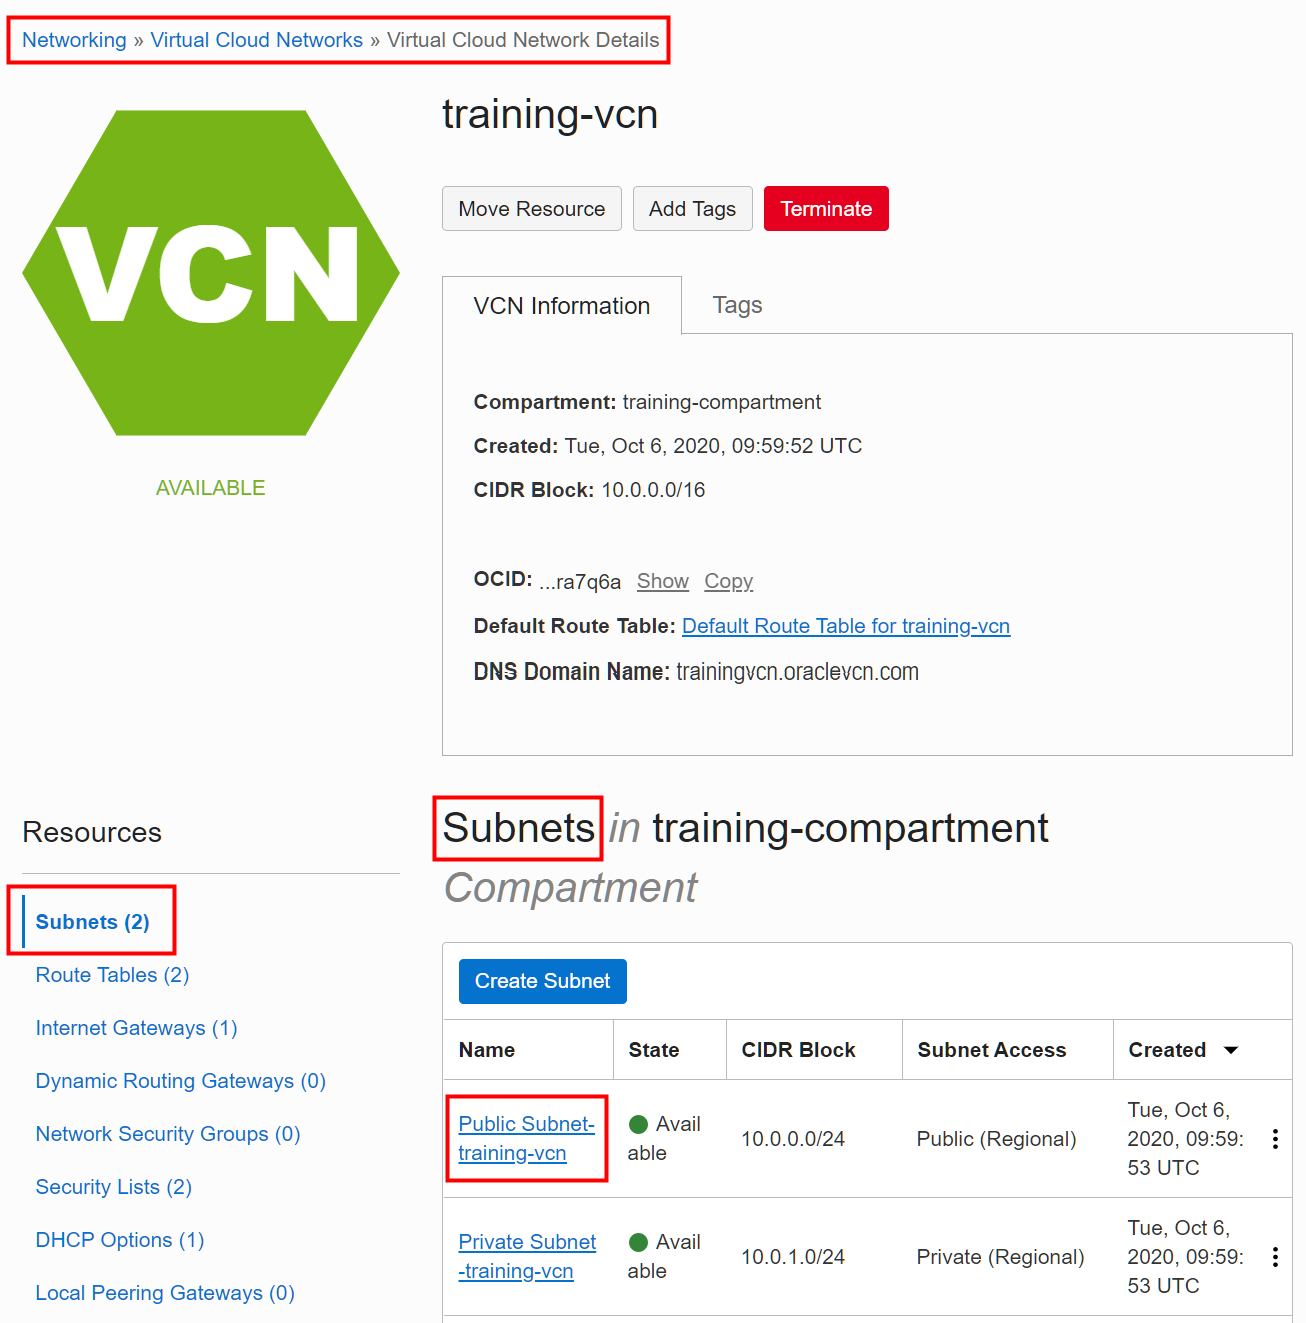 Networking » Virtual Cloud Networks » Virtual Cloud Network Details
VCN
AVAILABLE
training-vcn
Move Resource Add Tags Terminate
VCN Information Tags
Compartment: training-compartment
Created: Tue, Oct 6, 2020, 09:59:52 UTC
CIDR Block: 10.0.0.0/16
OCID: ...ra7q6a Show Copy
Default Route Table: Default Route Table for training-vcn
DNS Domain Name: trainingvcn.oraclevcn.com
Resources
Subnets (2)
Route Tables (2)
Internet Gateways (1)
Dynamic Routing Gateways (0)
Network Security Groups (0)
Security Lists (2)
DHCP Options (1)
Local Peering Gateways (0)
Subnets in training-compartment
Compartment
Create Subnet
Name State CIDR Block Subnet Access Created
Public Subnet-
training-vcn
Avail
able
10.0.0.0/24
Public (Regional)
Tue, Oct 6,
2020, 09:59:
53 UTC
Private Subnet
-training-vcn
Avail
able
10.0.1.0/24
Private (Regional)
Tue, Oct 6,
2020, 09:59:
53 UTC